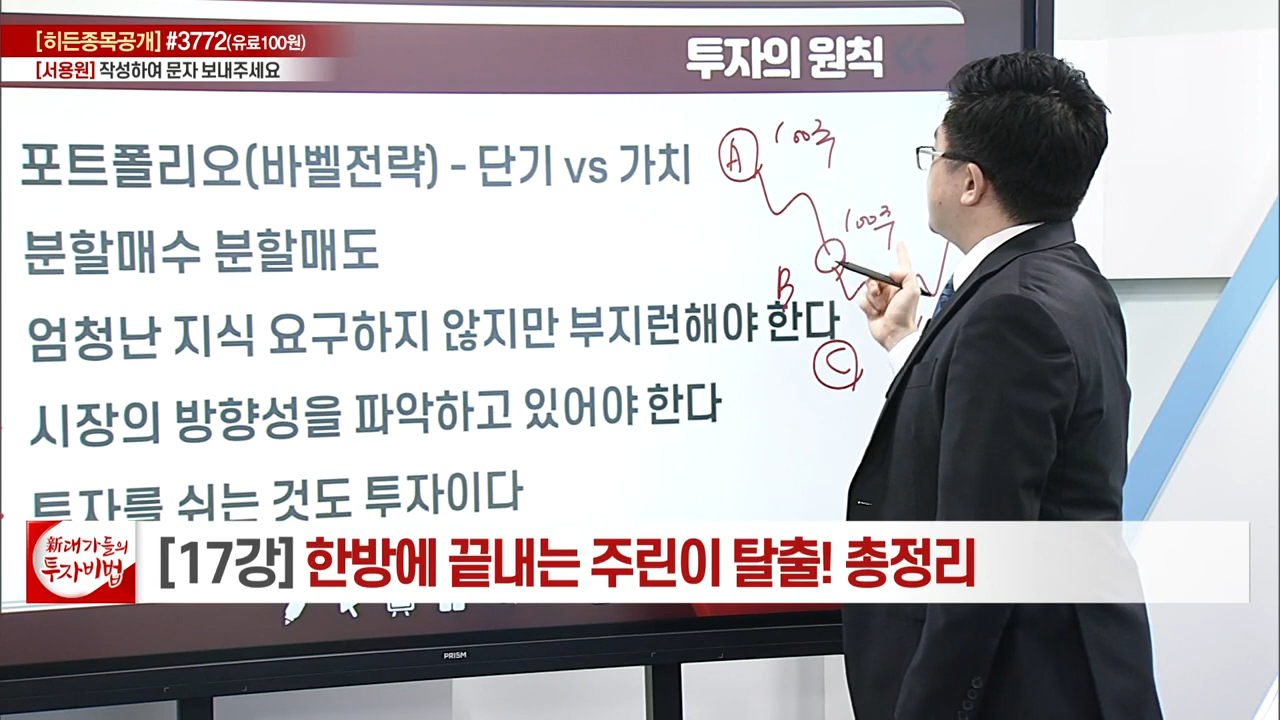 [히든종목공개] #3772(유료100원)
[서용원] 작성하여 문자 보내주세요
투자의 원칙
포트폴리오(바벨전략) - 단기 vs 가치
분할매수 분할매도
엄청난 지식 요구하지 않지만 부지런해야 한다
시장의 방향성을 파악하고 있어야 한다
투자를 쉬는 것도 투자이다
A 100주
100주
B
C
新대가들의
투자비법
[17강] 한방에 끝내는 주린이 탈출! 총정리
PRISM